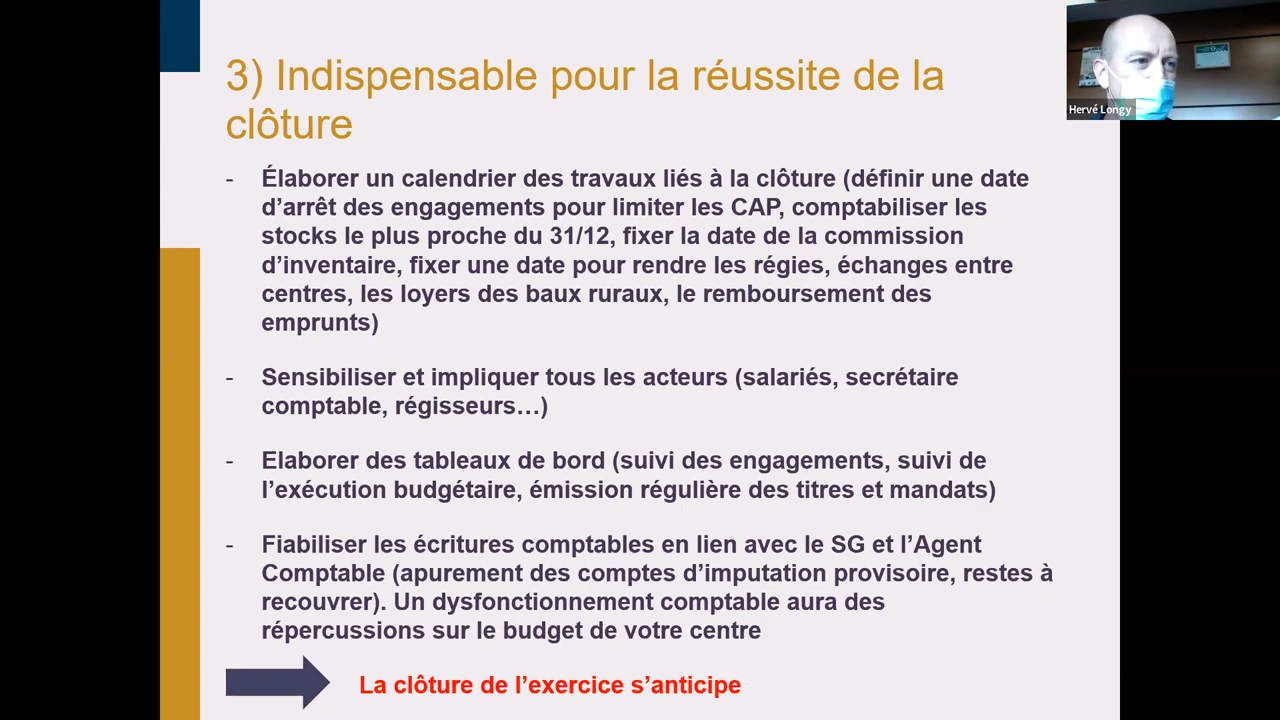 3) Indispensable pour la réussite de la
clôture
- Élaborer un calendrier des travaux liés à la clôture (définir une date
d’arrêt des engagements pour limiter les CAP, comptabiliser les
stocks le plus proche du 31/12, fixer la date de la commission
d’inventaire, fixer une date pour rendre les régies, échanges entre
centres, les loyers des baux ruraux, le remboursement des
emprunts)
- Sensibiliser et impliquer tous les acteurs (salariés, secrétaire
comptable, régisseurs…)
- Elaborer des tableaux de bord (suivi des engagements, suivi de
l’exécution budgétaire, émission régulière des titres et mandats)
- Fiabiliser les écritures comptables en lien avec le SG et l’Agent
Comptable (apurement des comptes d’imputation provisoire, restes à
recouvrer). Un dysfonctionnement comptable aura des
répercussions sur le budget de votre centre
La clôture de l’exercice s’anticipe
Hervé Longy